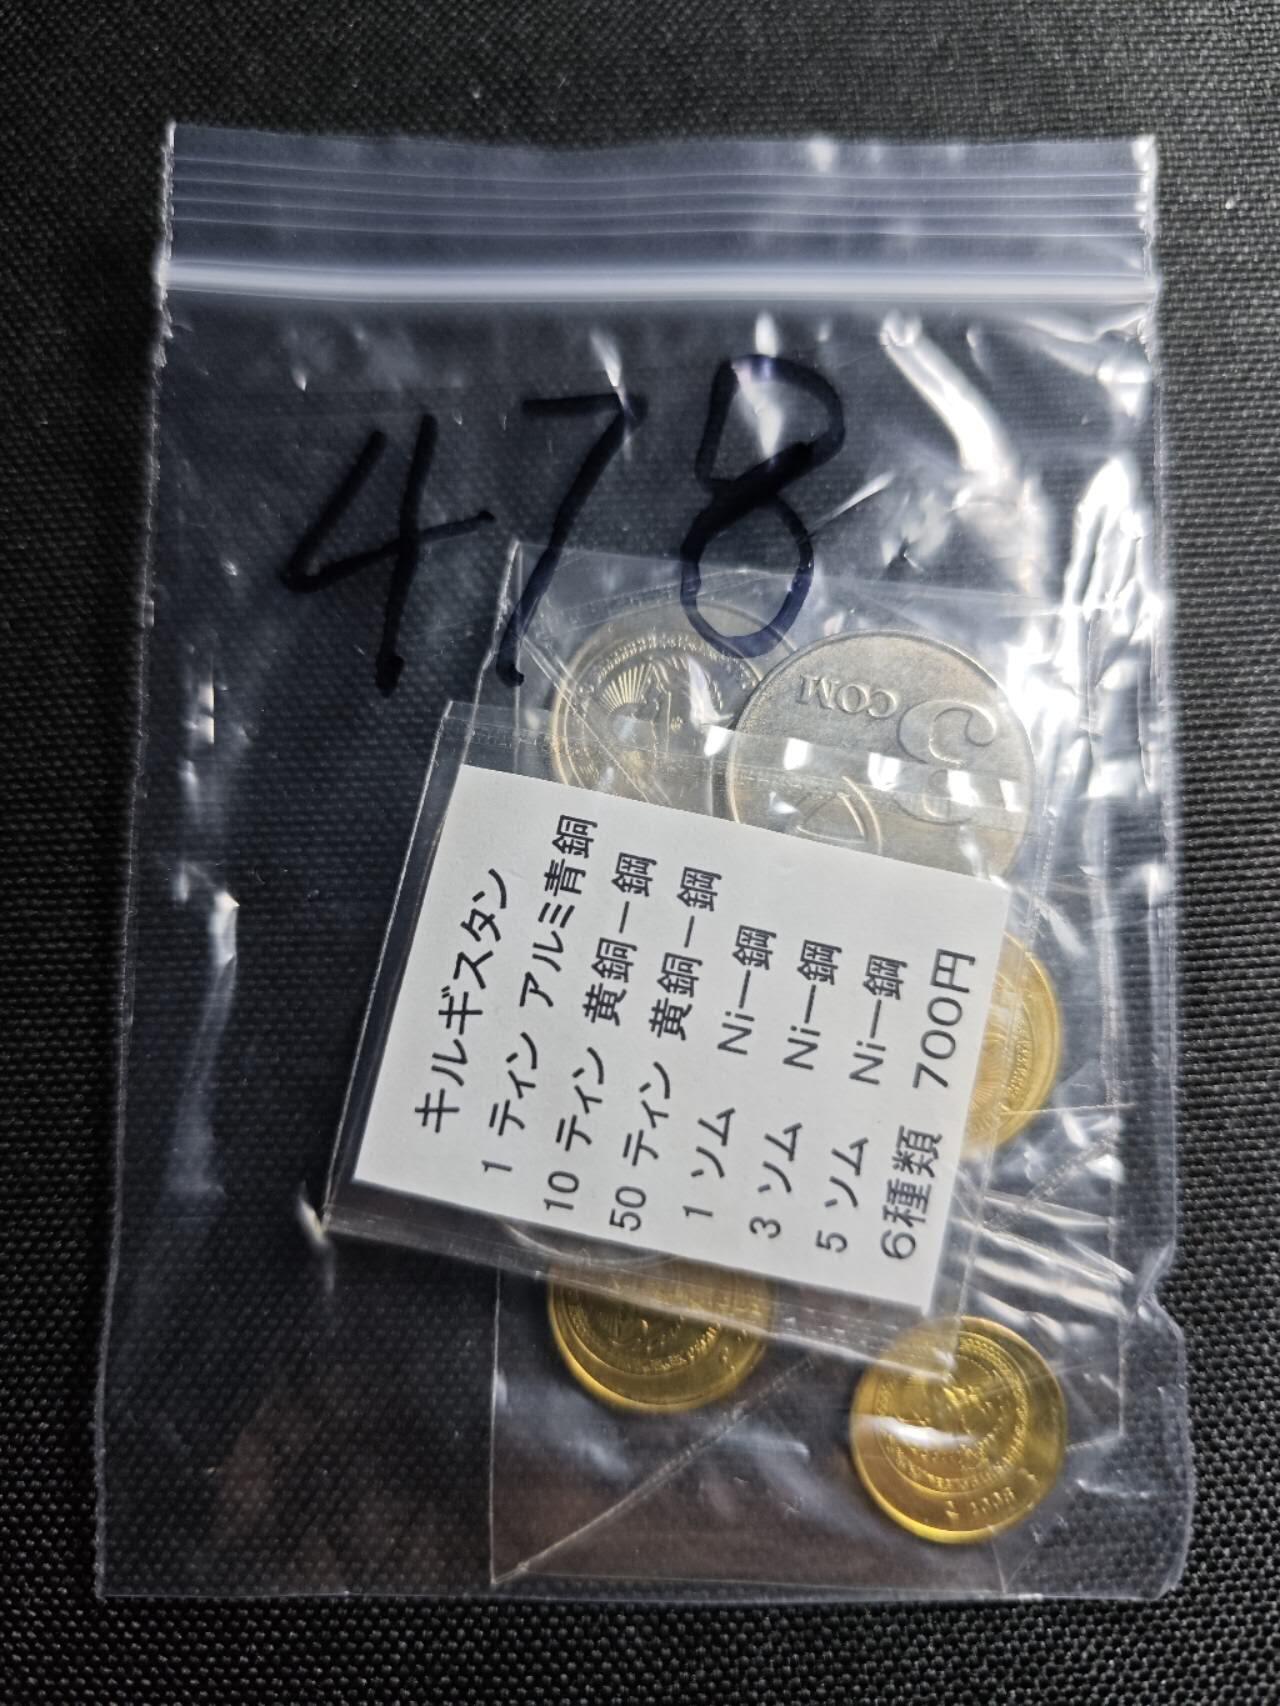 478
3
COM
キルギスタン
1 ティン アルミ青銅
10 ティン 黄銅ー鋼
50 ティン 黄銅ー鋼
1 ソム Niー鋼
3 ソム Niー鋼
5 ソム Niー鋼
6種類 700円